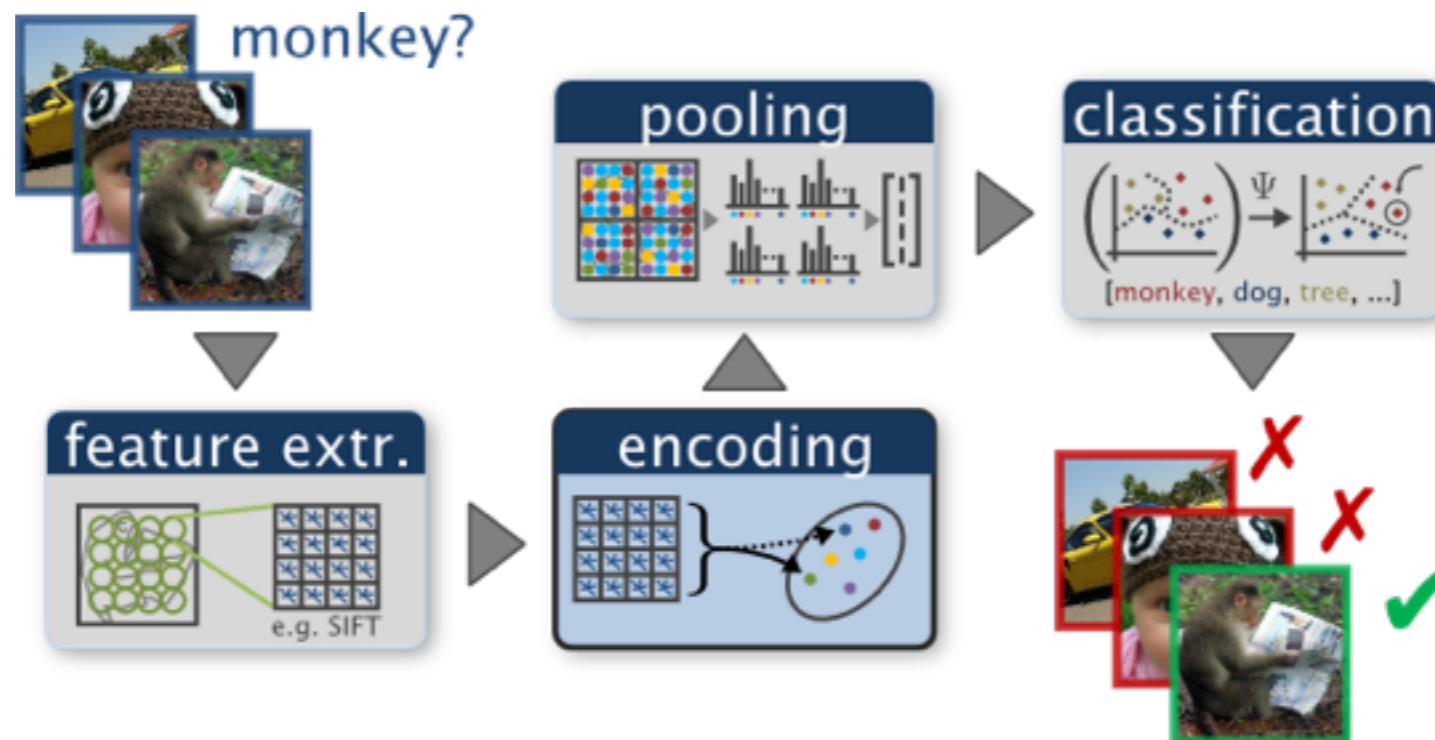 monkey?
feature extr.
e.g. SIFT
encoding
pooling
classification
Ψ
[monkey, dog, tree, ...]